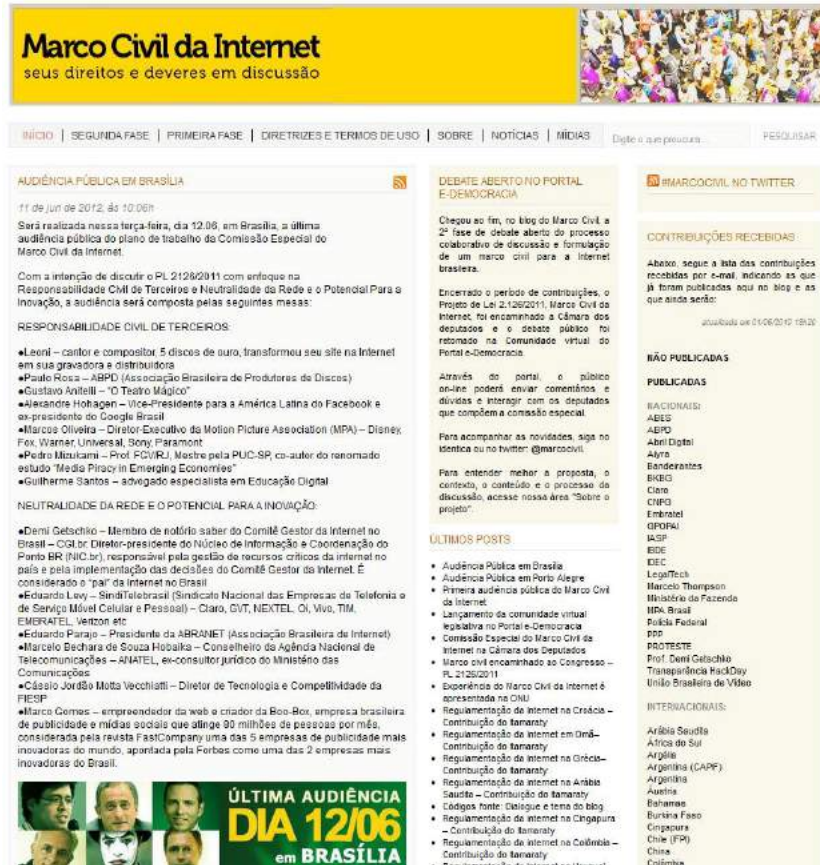 Marco Civil da Internet
seus direitos e deveres em discussão
INÍCIO | SEGUNDA FASE | PRIMEIRA FASE | DIRETRIZES E TERMOS DE USO | SOBRE | NOTÍCIAS | MÍDIAS
Digite o que procura...
PESQUISAR
AUDIÊNCIA PÚBLICA EM BRASÍLIA
11 de jun de 2012, às 10:06h
Será realizada nessa terça-feira, dia 12.06, em Brasília, a última
audiência pública do plano de trabalho da Comissão Especial do
Marco Civil da Internet.
Com a intenção de discutir o PL 2126/2011 com enfoque na
Responsabilidade Civil de Terceiros e Neutralidade da Rede e o Potencial Para a
Inovação, a audiência será composta pelas seguintes mesas:
RESPONSABILIDADE CIVIL DE TERCEIROS:
●Leoni – cantor e compositor, 5 discos de ouro, transformou seu site na Internet
em sua gravadora e distribuidora
●Paulo Rosa – ABPD (Associação Brasileira de Produtores de Discos)
●Gustavo Anitelli – "O Teatro Mágico"
●Alexandre Hohagen – Vice-Presidente para a América Latina do Facebook e
ex-presidente do Google Brasil
●Marcos Oliveira – Diretor-Executivo da Motion Picture Association (MPA) – Disney,
Fox, Warner, Universal, Sony, Paramont
●Pedro Mizukami – Prof. FGV/RJ, Mestre pela PUC-SP, co-autor do renomado
estudo "Media Piracy in Emerging Economies"
●Guilherme Santos – advogado especialista em Educação Digital
NEUTRALIDADE DA REDE E O POTENCIAL PARA A INOVAÇÃO:
●Demi Getschko – Membro de notório saber do Comitê Gestor da Internet no
Brasil – CGI.br. Diretor-presidente do Núcleo de Informação e Coordenação do
Ponto BR (NIC.br), responsável pela gestão de recursos críticos da internet no
país e pela implementação das decisões do Comitê Gestor da Internet. É
considerado o "pai" da Internet no Brasil
●Eduardo Levy – SindiTelebrasil (Sindicato Nacional das Empresas de Telefonia e
de Serviço Móvel Celular e Pessoal) – Claro, GVT, NEXTEL, Oi, Vivo, TIM,
EMBRATEL, Verizon etc
●Eduardo Parajo – Presidente da ABRANET (Associação Brasileira de Internet)
●Marcelo Bechara de Souza Hobaika – Conselheiro da Agência Nacional de
Telecomunicações – ANATEL, ex-consultor jurídico do Ministério das
Comunicações
●Cássio Jordão Motta Vecchiatti – Diretor de Tecnologia e Competitividade da
FIESP
●Marco Gomes – empreendedor da web e criador da Boo-Box, empresa brasileira
de publicidade e mídias sociais que atinge 80 milhões de pessoas por mês,
considerada pela revista FastCompany uma das 5 empresas de publicidade mais
inovadoras do mundo, apontada pela Forbes como uma das 2 empresas mais
inovadoras do Brasil.
ÚLTIMA AUDIÊNCIA
DIA 12/06
em BRASÍLIA
DEBATE ABERTO NO PORTAL
E-DEMOCRACIA
Chegou ao fim, no blog do Marco Civil, a
2ª fase de debate aberto do processo
colaborativo de discussão e formulação
de um marco civil para a Internet
brasileira.
Encerrado o período de contribuições, o
Projeto de Lei 2.126/2011, Marco Civil da
Internet, foi encaminhado a Câmara dos
deputados e o debate público foi
retomado na Comunidade virtual do
Portal e-Democracia.
Através do portal, o público
on-line poderá enviar comentários e
dúvidas e interagir com os deputados
que compõem a comissão especial.
Para acompanhar as novidades, siga no
identica ou no twitter: @marcocivil.
Para entender melhor a proposta, o
contexto, o conteúdo e o processo da
discussão, acesse nossa área "Sobre o
projeto".
ÚLTIMOS POSTS
• Audiência Pública em Brasília
• Audiência Pública em Porto Alegre
• Primeira audiência pública do Marco Civil
da Internet
• Lançamento da comunidade virtual
legislativa no Portal e-Democracia
• Comissão Especial do Marco Civil da
Internet na Câmara dos Deputados
• Marco civil encaminhado ao Congresso –
PL 2126/2011
• Experiência do Marco Civil da Internet é
apresentada na ONU
• Regulamentação da Internet na Croácia –
Contribuição do Itamaraty
• Regulamentação da internet em Omã–
Contribuição do Itamaraty
• Regulamentação da internet na Grécia–
Contribuição do Itamaraty
• Regulamentação da internet na Arábia
Saudita – Contribuição do Itamaraty
• Códigos fonte: Dialogue e tema do blog
• Regulamentação da internet na Cingapura
– Contribuição do Itamaraty
• Regulamentação da internet na Colômbia –
Contribuição do Itamaraty
#MARCOCIVIL NO TWITTER
CONTRIBUIÇÕES RECEBIDAS
Abaixo, segue a lista das contribuições
recebidas por e-mail, indicando as que
já foram publicadas aqui no blog e as
que ainda serão:
atualizada em 01/06/2010 18h20
NÃO PUBLICADAS
PUBLICADAS
NACIONAIS:
ABES
ABPD
Abril Digital
Alyra
Bandeirantes
BKBG
Claro
CNPG
Embratel
GPOPAI
IASP
IBDE
IDEC
LegalTech
Marcelo Thompson
Ministério da Fazenda
MPA Brasil
Polícia Federal
PPP
PROTESTE
Prof. Demi Getschko
Transparência HackDay
União Brasileira de Vídeo
INTERNACIONAIS:
Arábia Saudita
África do Sul
Argélia
Argentina (CAPIF)
Argentina
Áustria
Bahamas
Burkina Faso
Cingapura
Chile (FPI)
China
Colômbia